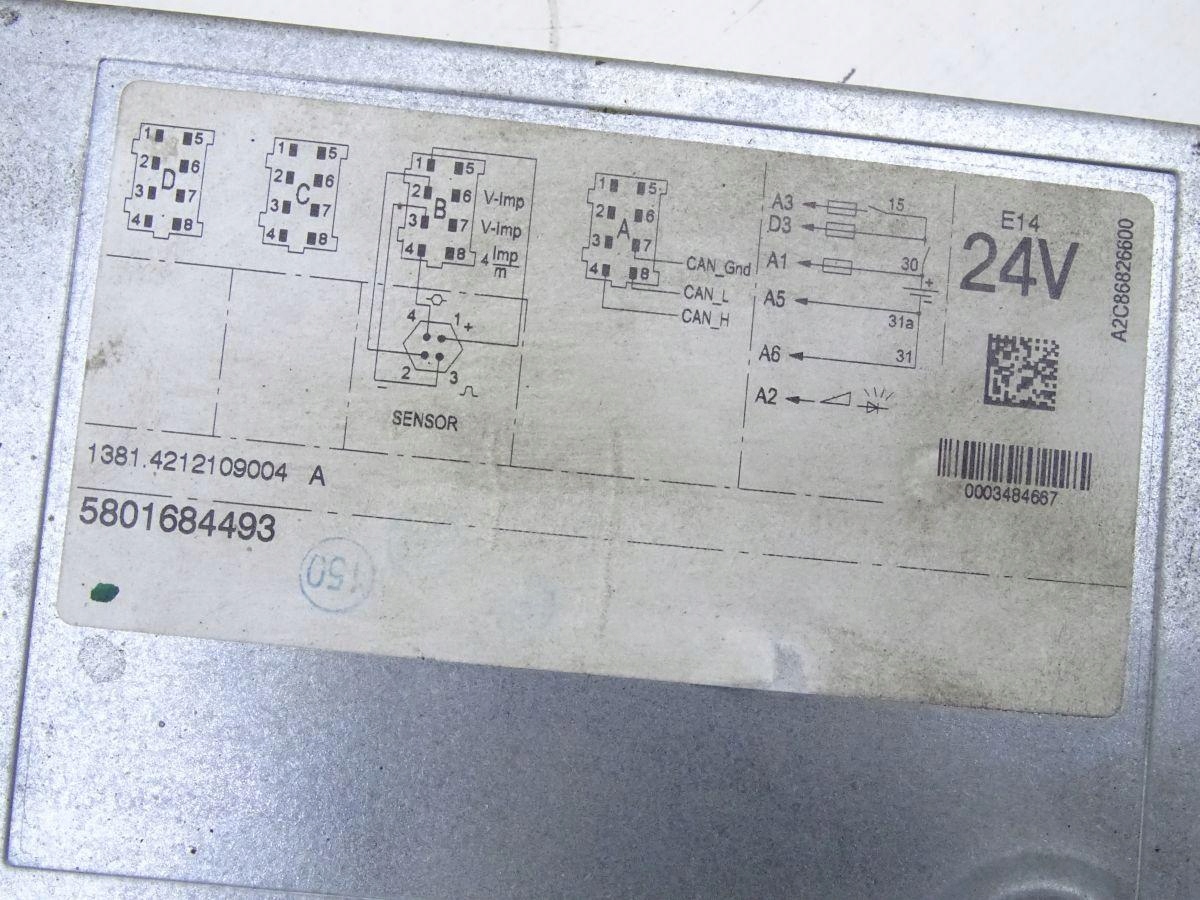 1 5
2 6
D
3 7
4 8
1 5
2 6
C
3 7
4 8
1 5
2 6
B
3 7
4 8
V-Imp
V-Imp
4 Imp
m
4 1 +
2 3
-
SENSOR
1 5
2 6
A
3 7
4 8
CAN_Gnd
CAN_L
CAN_H
A3 15
D3
A1 30
+
A5
31a
A6 31
A2
E14
24V
A2C86826600
0003484667
1381.4212109004 A
5801684493
150